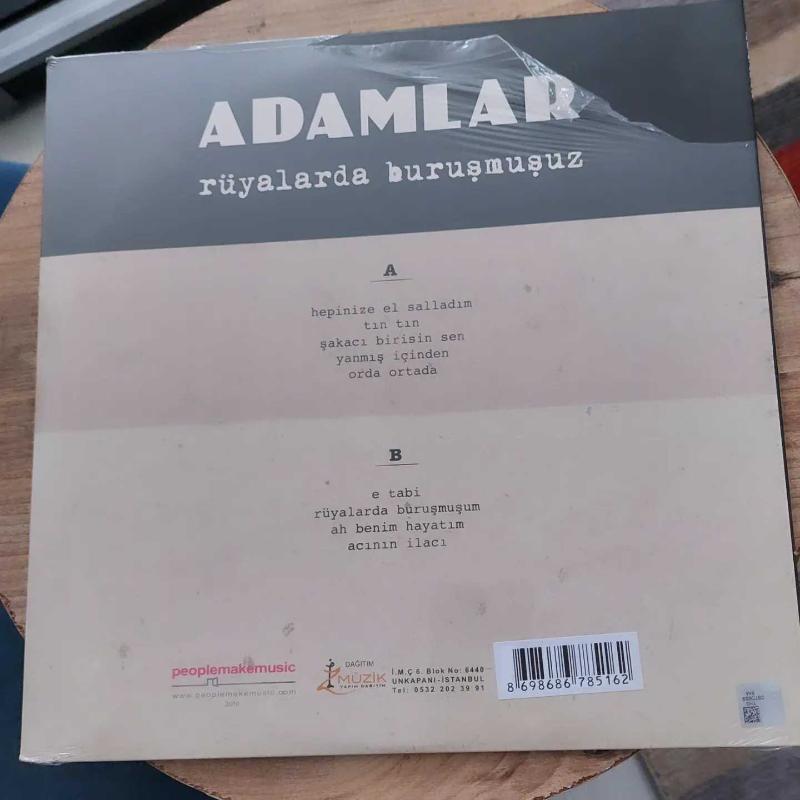 ADAMLAR
rüyalarda buruşmuşuz
A
hepinize el salladım
tın tın
şakacı birisin sen
yanmış içinden
orda ortada
B
e tabi
rüyalarda buruşmuşum
ah benim hayatım
acının ilacı
peoplemakemusic
www.peoplemakemusic.com
DAĞITIM
MÜZİK
YAPIM DAĞITIM
İ.M.Ç 6. Blok No: 6440
UNKAPANI-İSTANBUL
Tel: 0532 202 39 91
8 698686 785162